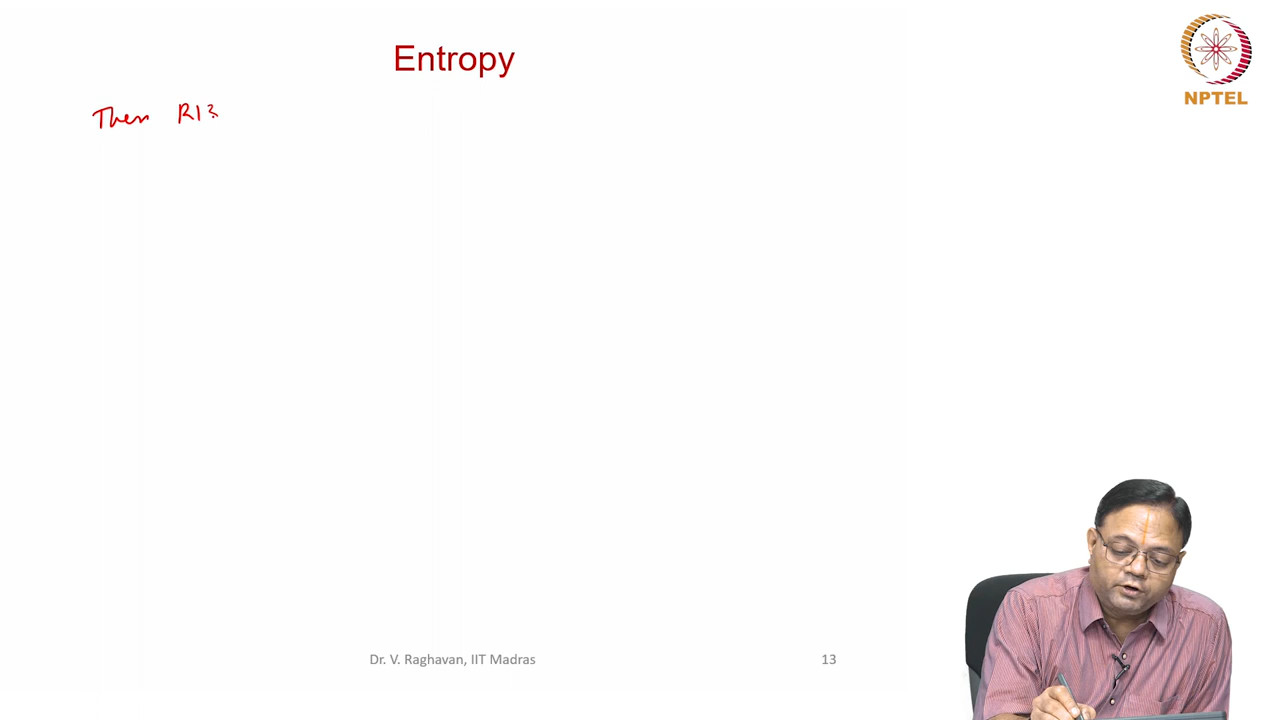 Entropy
NPTEL
Then R13
Dr. V. Raghavan, IIT Madras
13